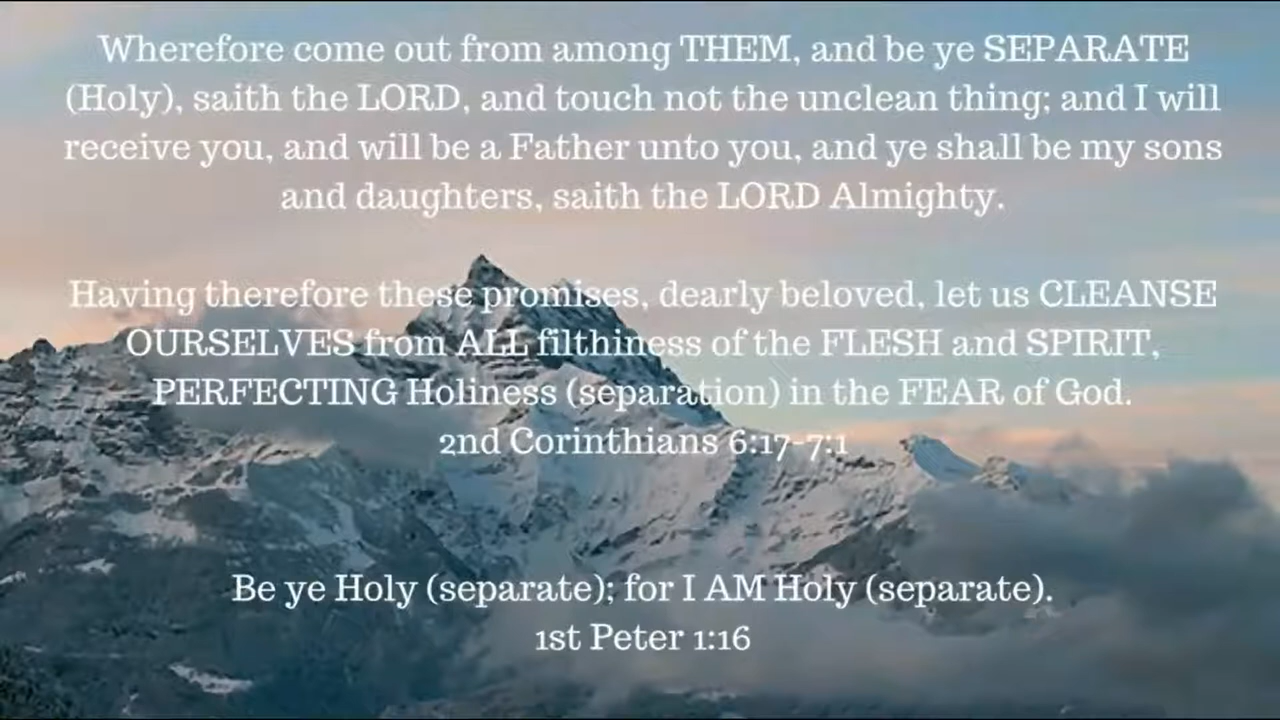 Wherefore come out from among THEM, and be ye SEPARATE
(Holy), saith the LORD, and touch not the unclean thing; and I will
receive you, and will be a Father unto you, and ye shall be my sons
and daughters, saith the LORD Almighty.
Having therefore these promises, dearly beloved, let us CLEANSE
OURSELVES from ALL filthiness of the FLESH and SPIRIT,
PERFECTING Holiness (separation) in the FEAR of God.
2nd Corinthians 6:17-7:1
Be ye Holy (separate); for I AM Holy (separate).
1st Peter 1:16